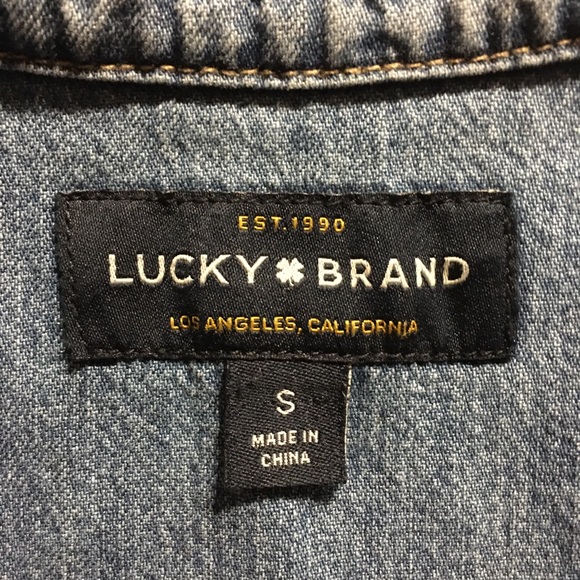 EST.1990
LUCKY BRAND
LOS ANGELES, CALIFORNIA
S
MADE IN
CHINA